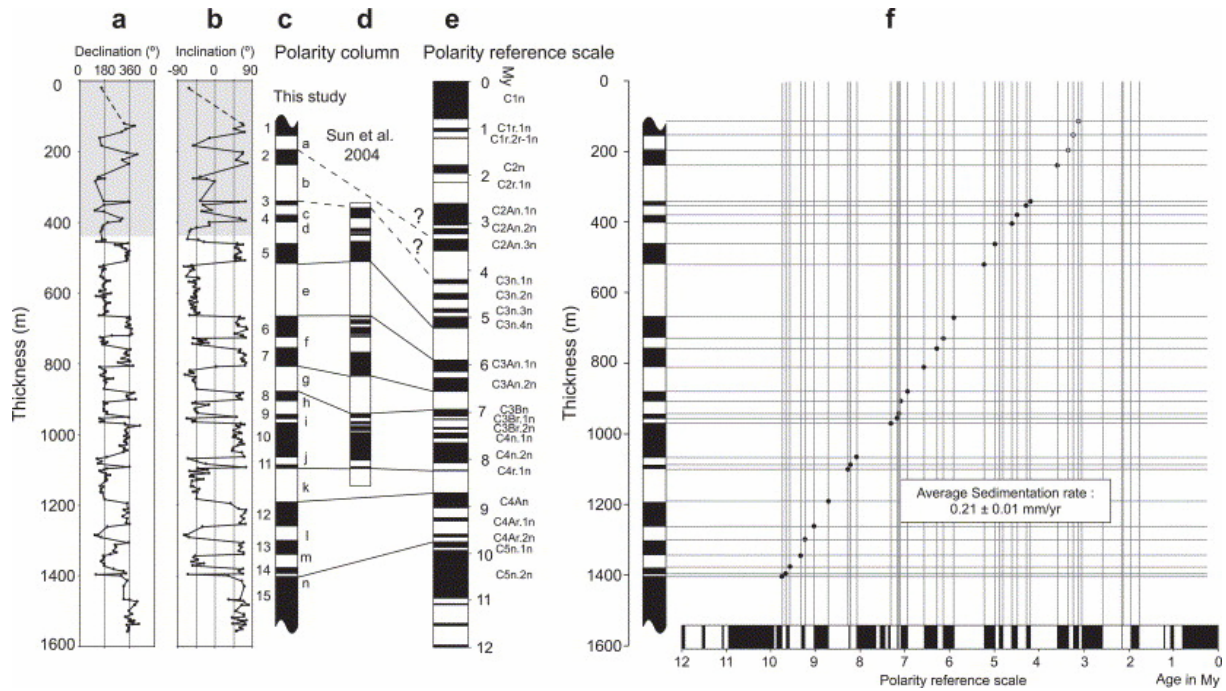 a b c d e f
Declination (º) Inclination (º) Polarity column Polarity reference scale
0 180 360 0 -90 0 90
This study
Sun et al.
2004
My
Thickness (m)
0
200
400
600
800
1000
1200
1400
1600
1
2
3
4
5
6
7
8
9
10
11
12
13
14
15
a
b
c
d
e
f
g
h
i
j
k
l
m
n
?
?
0
1
2
3
4
5
6
7
8
9
10
11
12
C1n
C1r.1n
C1r.2r-1n
C2n
C2r.1n
C2An.1n
C2An.2n
C2An.3n
C3n.1n
C3n.2n
C3n.3n
C3n.4n
C3An.1n
C3An.2n
C3Bn
C3Br.1n
C3Br.2n
C4n.1n
C4n.2n
C4r.1n
C4An
C4Ar.1n
C4Ar.2n
C5n.1n
C5n.2n
Thickness (m)
0
200
400
600
800
1000
1200
1400
1600
Average Sedimentation rate :
0.21 ± 0.01 mm/yr
12 11 10 9 8 7 6 5 4 3 2 1 0
Polarity reference scale Age in My